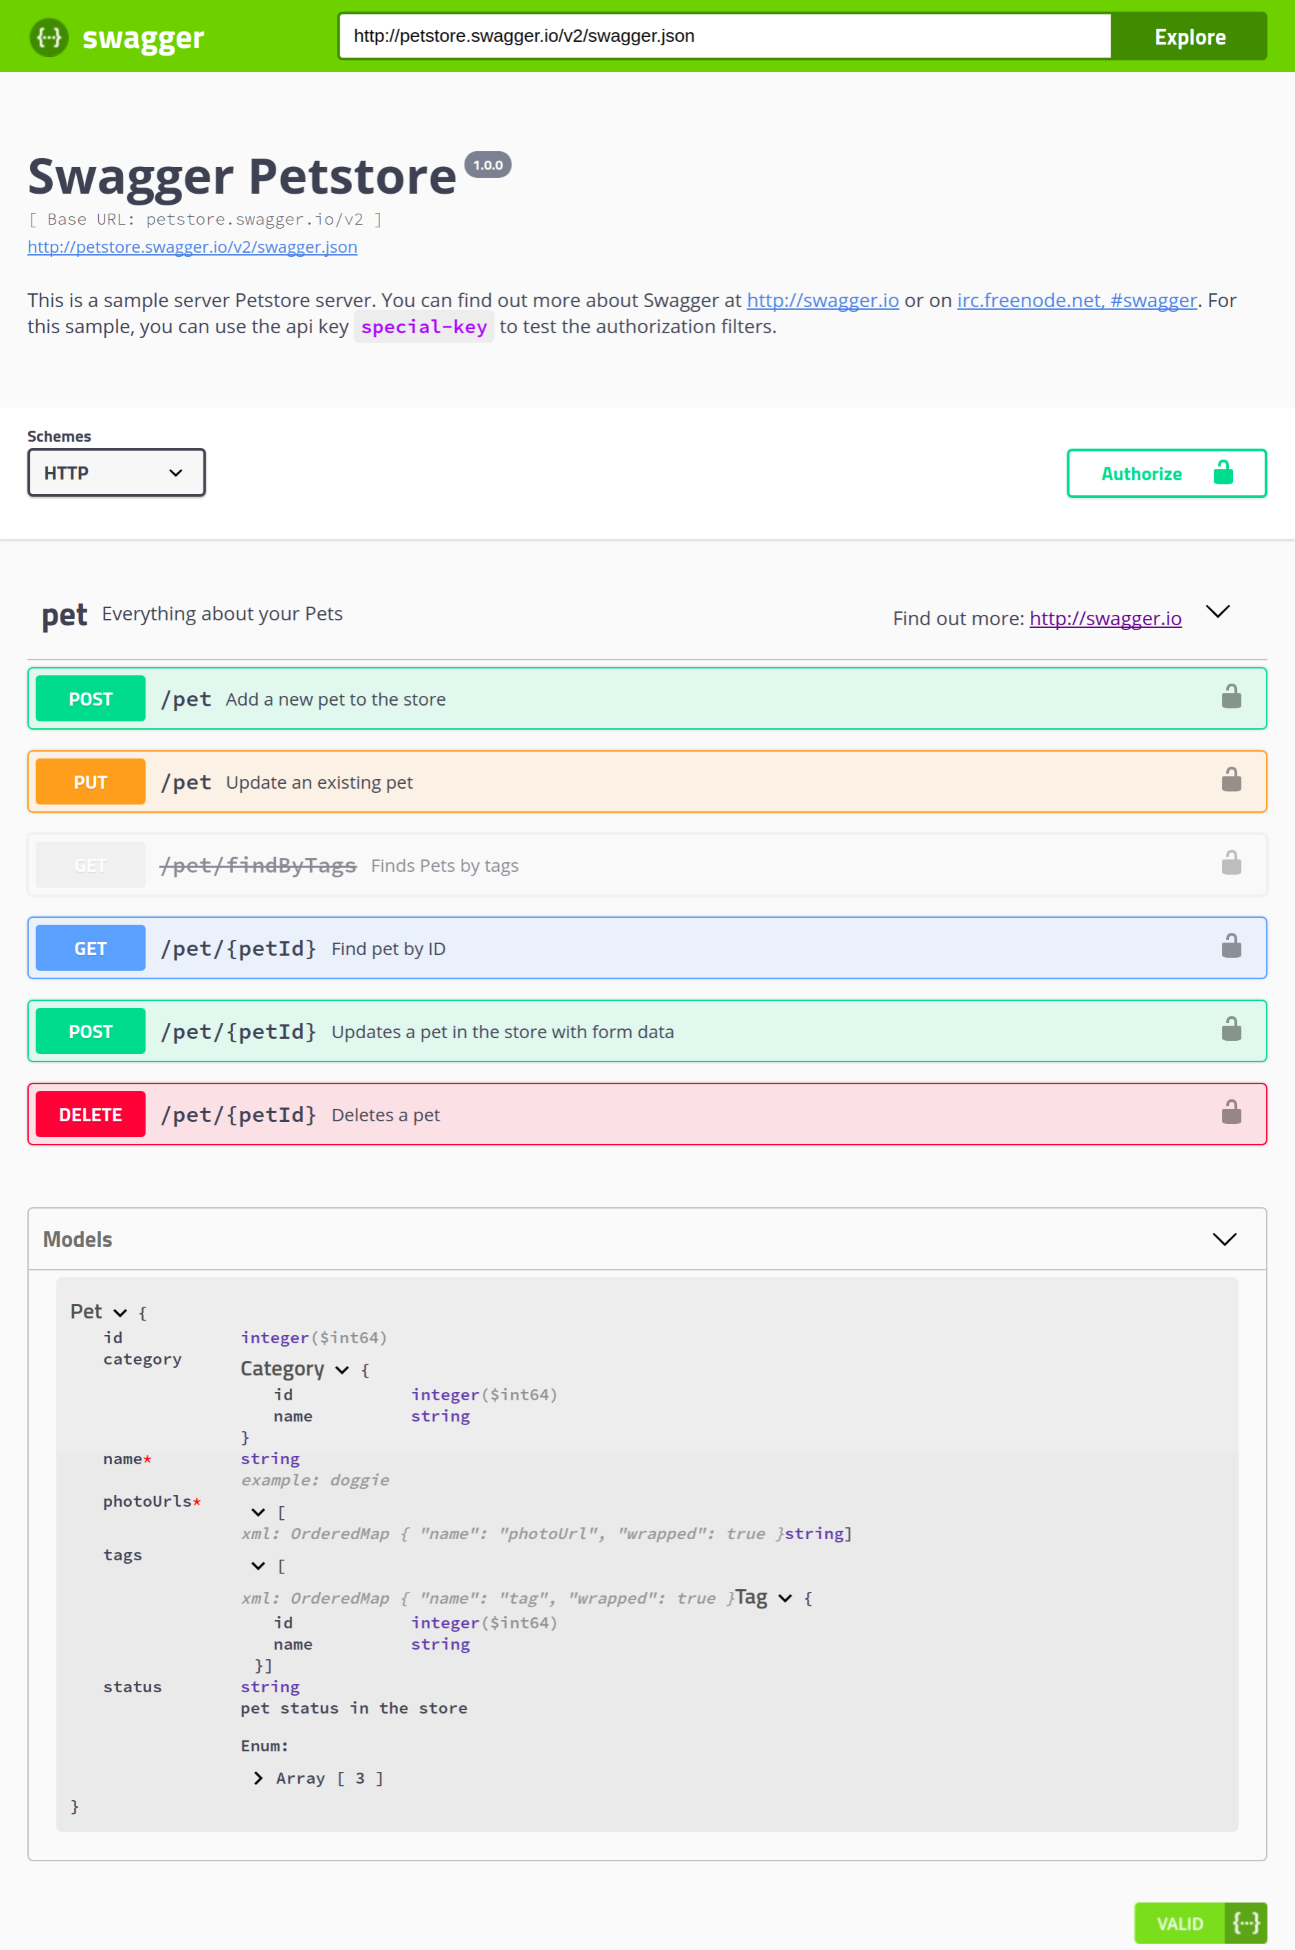 {...} swagger
http://petstore.swagger.io/v2/swagger.json
Explore
Swagger Petstore 1.0.0
[ Base URL: petstore.swagger.io/v2 ]
http://petstore.swagger.io/v2/swagger.json
This is a sample server Petstore server. You can find out more about Swagger at http://swagger.io or on irc.freenode.net, #swagger. For
this sample, you can use the api key special-key to test the authorization filters.
Schemes
HTTP
Authorize
pet Everything about your Pets
Find out more: http://swagger.io
POST /pet Add a new pet to the store
PUT /pet Update an existing pet
GET /pet/findByTags Finds Pets by tags
GET /pet/{petId} Find pet by ID
POST /pet/{petId} Updates a pet in the store with form data
DELETE /pet/{petId} Deletes a pet
Models
Pet {
id integer($int64)
category Category {
id integer($int64)
name string
}
name* string
example: doggie
photoUrls* [
xml: OrderedMap { "name": "photoUrl", "wrapped": true }string]
tags [
xml: OrderedMap { "name": "tag", "wrapped": true }Tag {
id integer($int64)
name string
}]
status string
pet status in the store
Enum:
Array [ 3 ]
}
VALID {...}